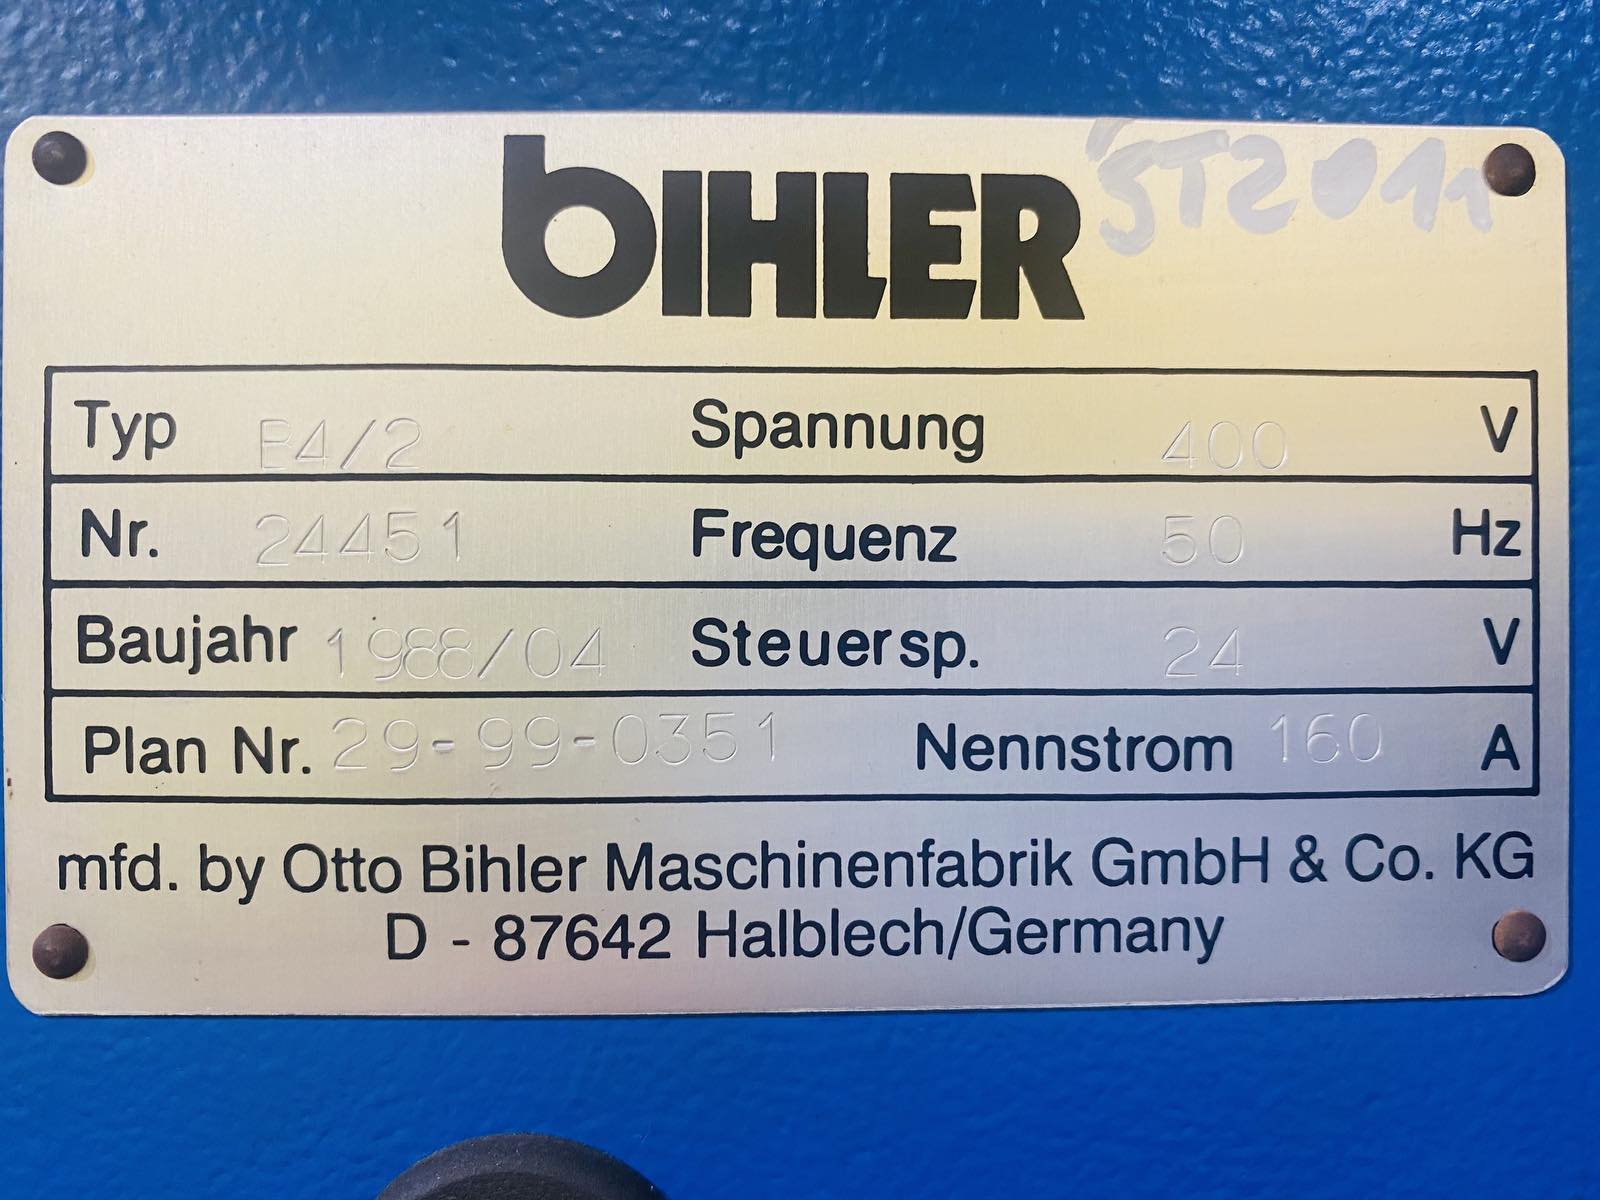 bIHLER
ST2011
Typ B4/2 Spannung 400 V
Nr. 24451 Frequenz 50 Hz
Baujahr 1988/04 Steuersp. 24 V
Plan Nr. 29-99-0351 Nennstrom 160 A
mfd. by Otto Bihler Maschinenfabrik GmbH & Co. KG
D - 87642 Halblech/Germany